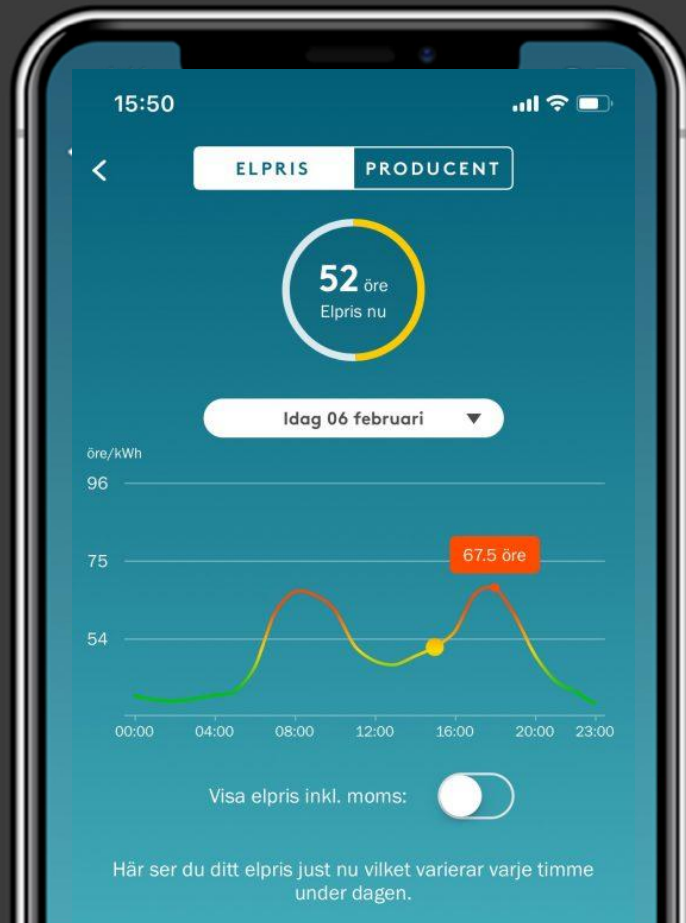 15:50
ELPRIS PRODUCENT
52 öre
Elpris nu
Idag 06 februari
öre/kWh
96
75
67.5 öre
54
00:00 04:00 08:00 12:00 16:00 20:00 23:00
Visa elpris inkl. moms:
Här ser du ditt elpris just nu vilket varierar varje timme
under dagen.